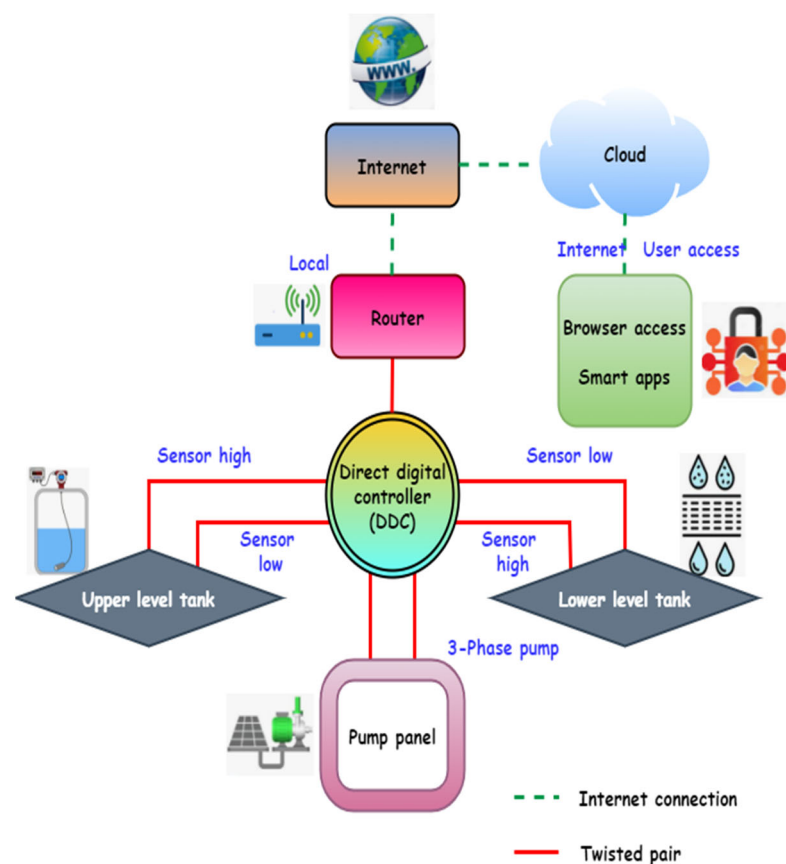 WWW.
Internet
Cloud
Internet User access
Local
Router
Browser access
Smart apps
Sensor high
Sensor low
Direct digital
controller
(DDC)
Sensor
low
Sensor
high
Upper level tank
Lower level tank
3-Phase pump
Pump panel
Internet connection
Twisted pair